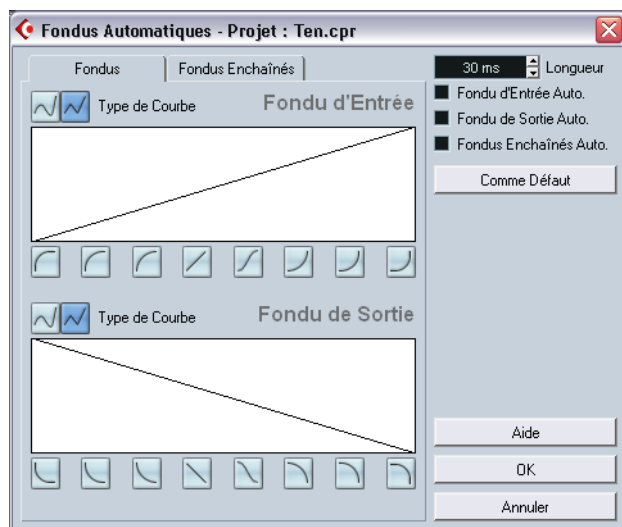 Fondus Automatiques - Projet : Ten.cpr
Fondus
Fondus Enchaînés
Type de Courbe
Fondu d'Entrée
Type de Courbe
Fondu de Sortie
30 ms
Longueur
Fondu d'Entrée Auto.
Fondu de Sortie Auto.
Fondus Enchaînés Auto.
Comme Défaut
Aide
OK
Annuler